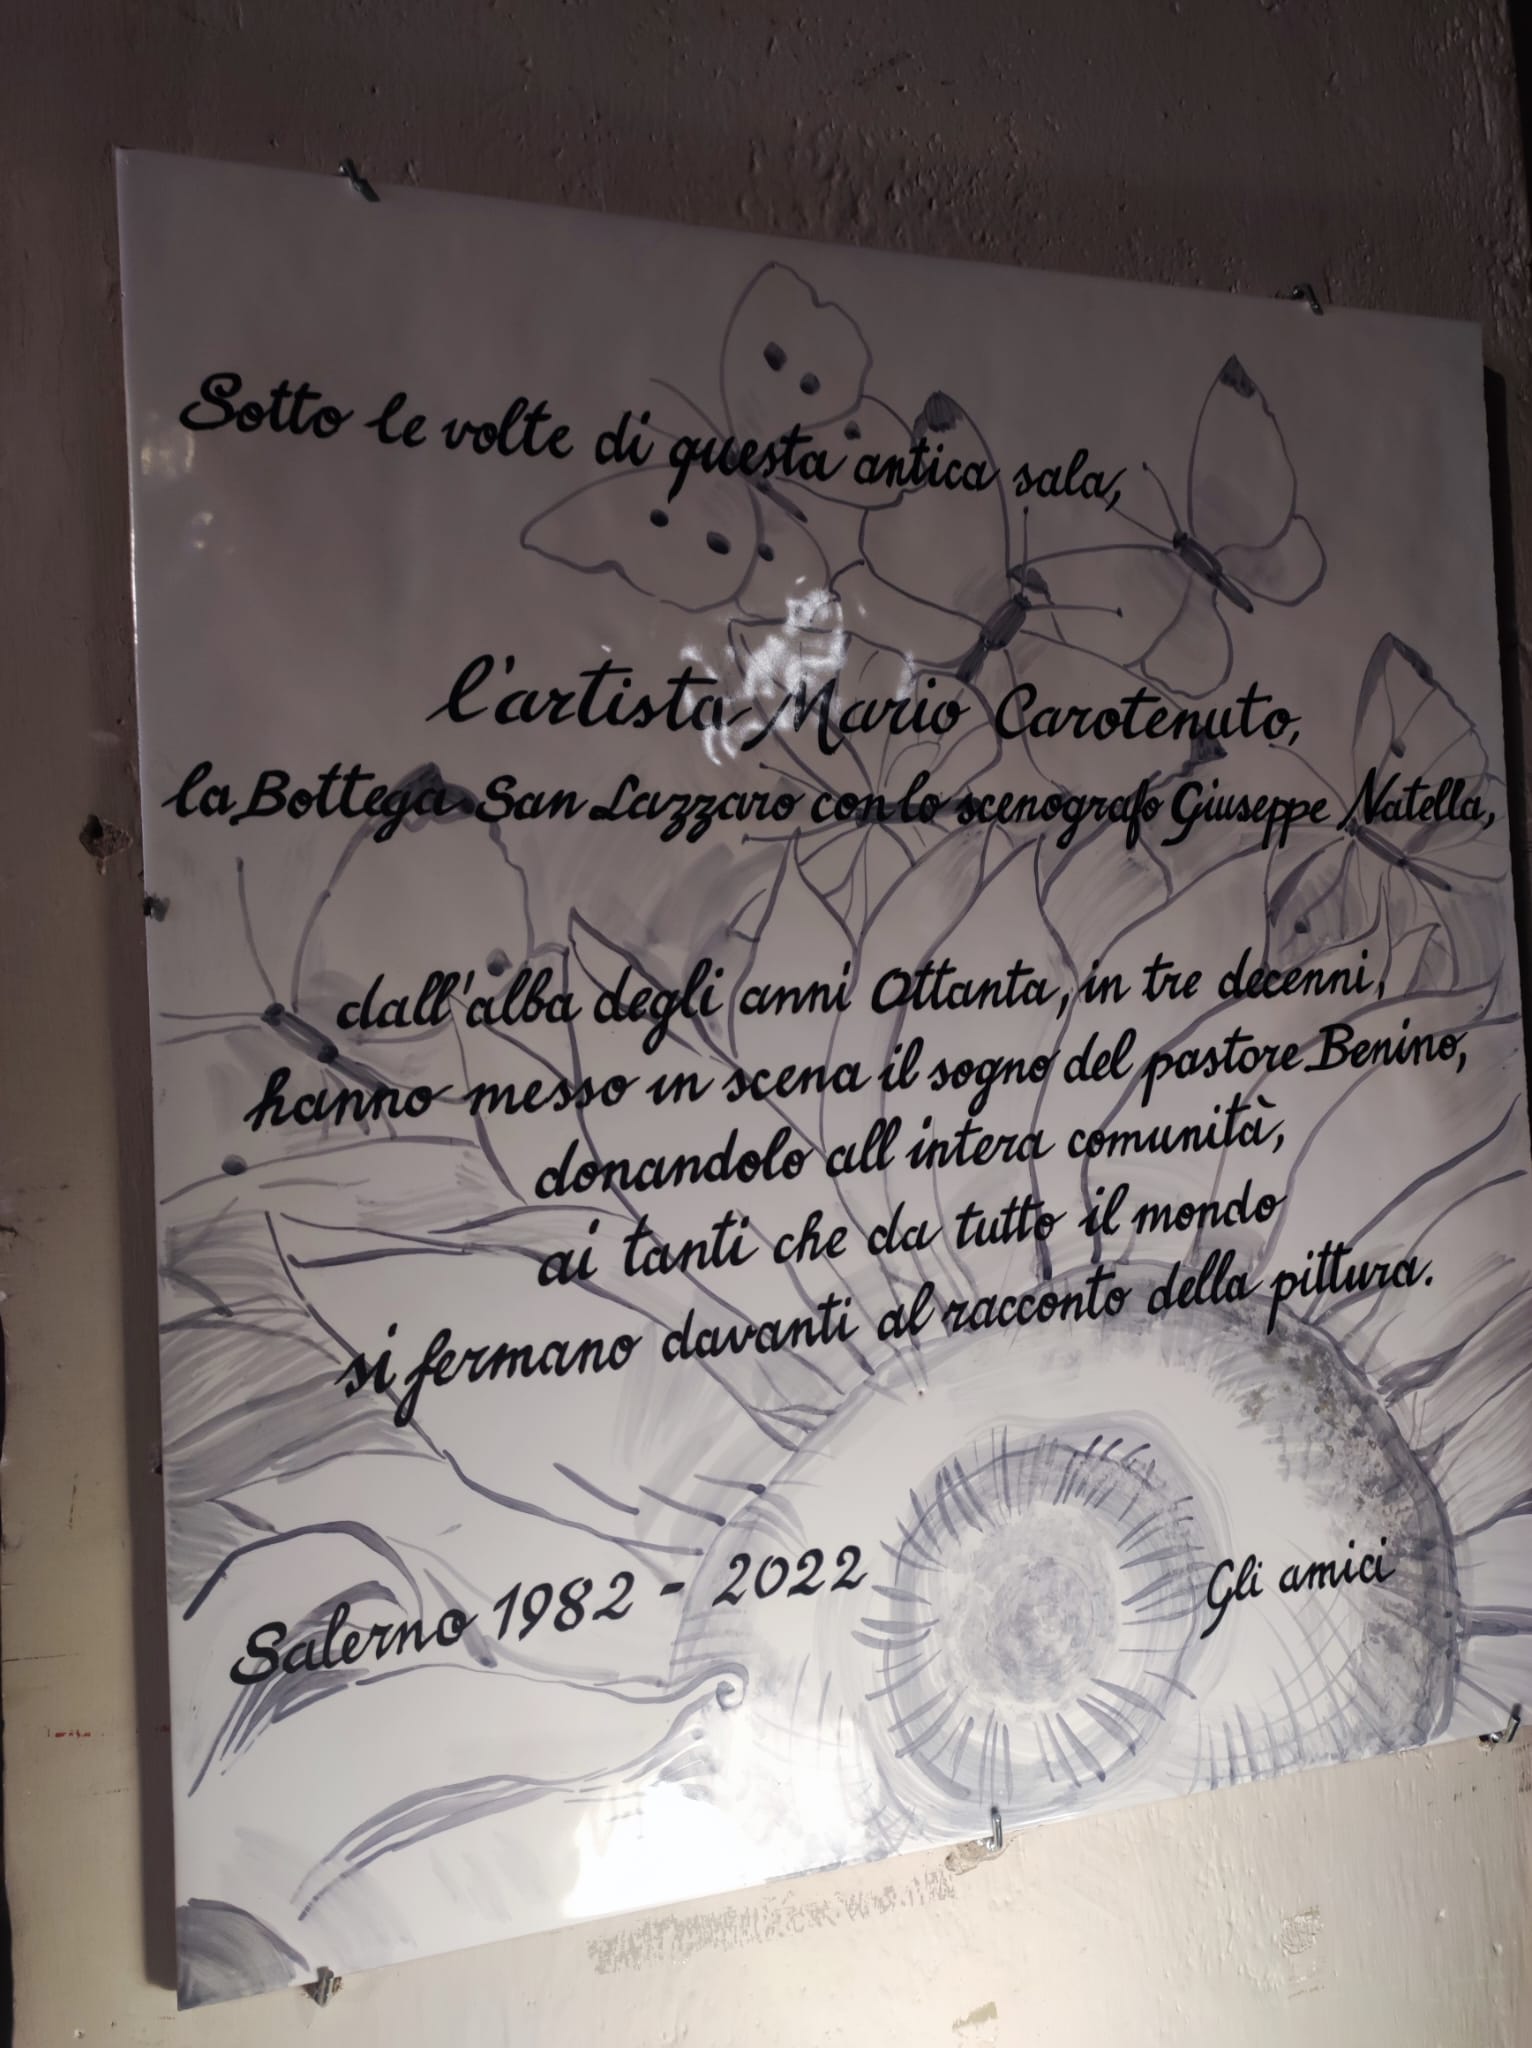 Sotto le volte di questa antica sala,
l'artista Mario Carotenuto,
la Bottega San Lazzaro con lo scenografo Giuseppe Natella,
dall'alba degli anni Ottanta, in tre decenni,
hanno messo in scena il sogno del pastore Benino,
donandolo all intera comunità,
ai tanti che da tutto il mondo
si fermano davanti al racconto della pittura.
Salerno 1982 - 2022
Gli amici